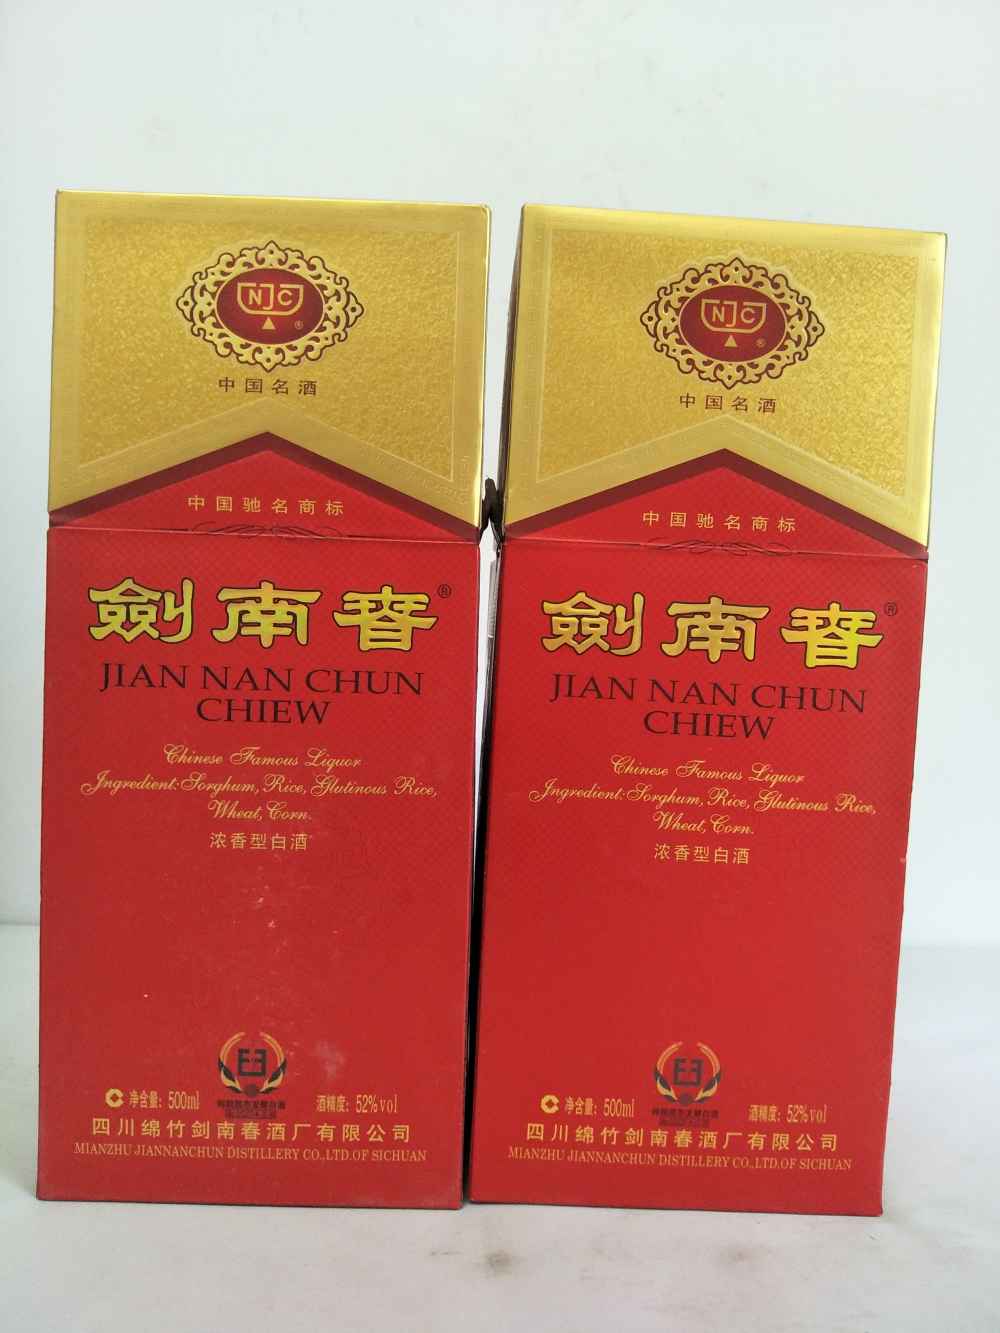 NJC
®
中国名酒
中国驰名商标
劍南春®
JIAN NAN CHUN
CHIEW
Chinese Famous Liquor
Ingredient: Sorghum, Rice, Glutinous Rice,
Wheat, Corn.
浓香型白酒
净含量: 500ml 酒精度: 52%vol
四川绵竹剑南春酒厂有限公司
MIANZHU JIANNANCHUN DISTILLERY CO.,LTD.OF SICHUAN
NJC
®
中国名酒
中国驰名商标
劍南春®
JIAN NAN CHUN
CHIEW
Chinese Famous Liquor
Ingredient: Sorghum, Rice, Glutinous Rice,
Wheat, Corn.
浓香型白酒
净含量: 500ml 酒精度: 52%vol
四川绵竹剑南春酒厂有限公司
MIANZHU JIANNANCHUN DISTILLERY CO.,LTD.OF SICHUAN